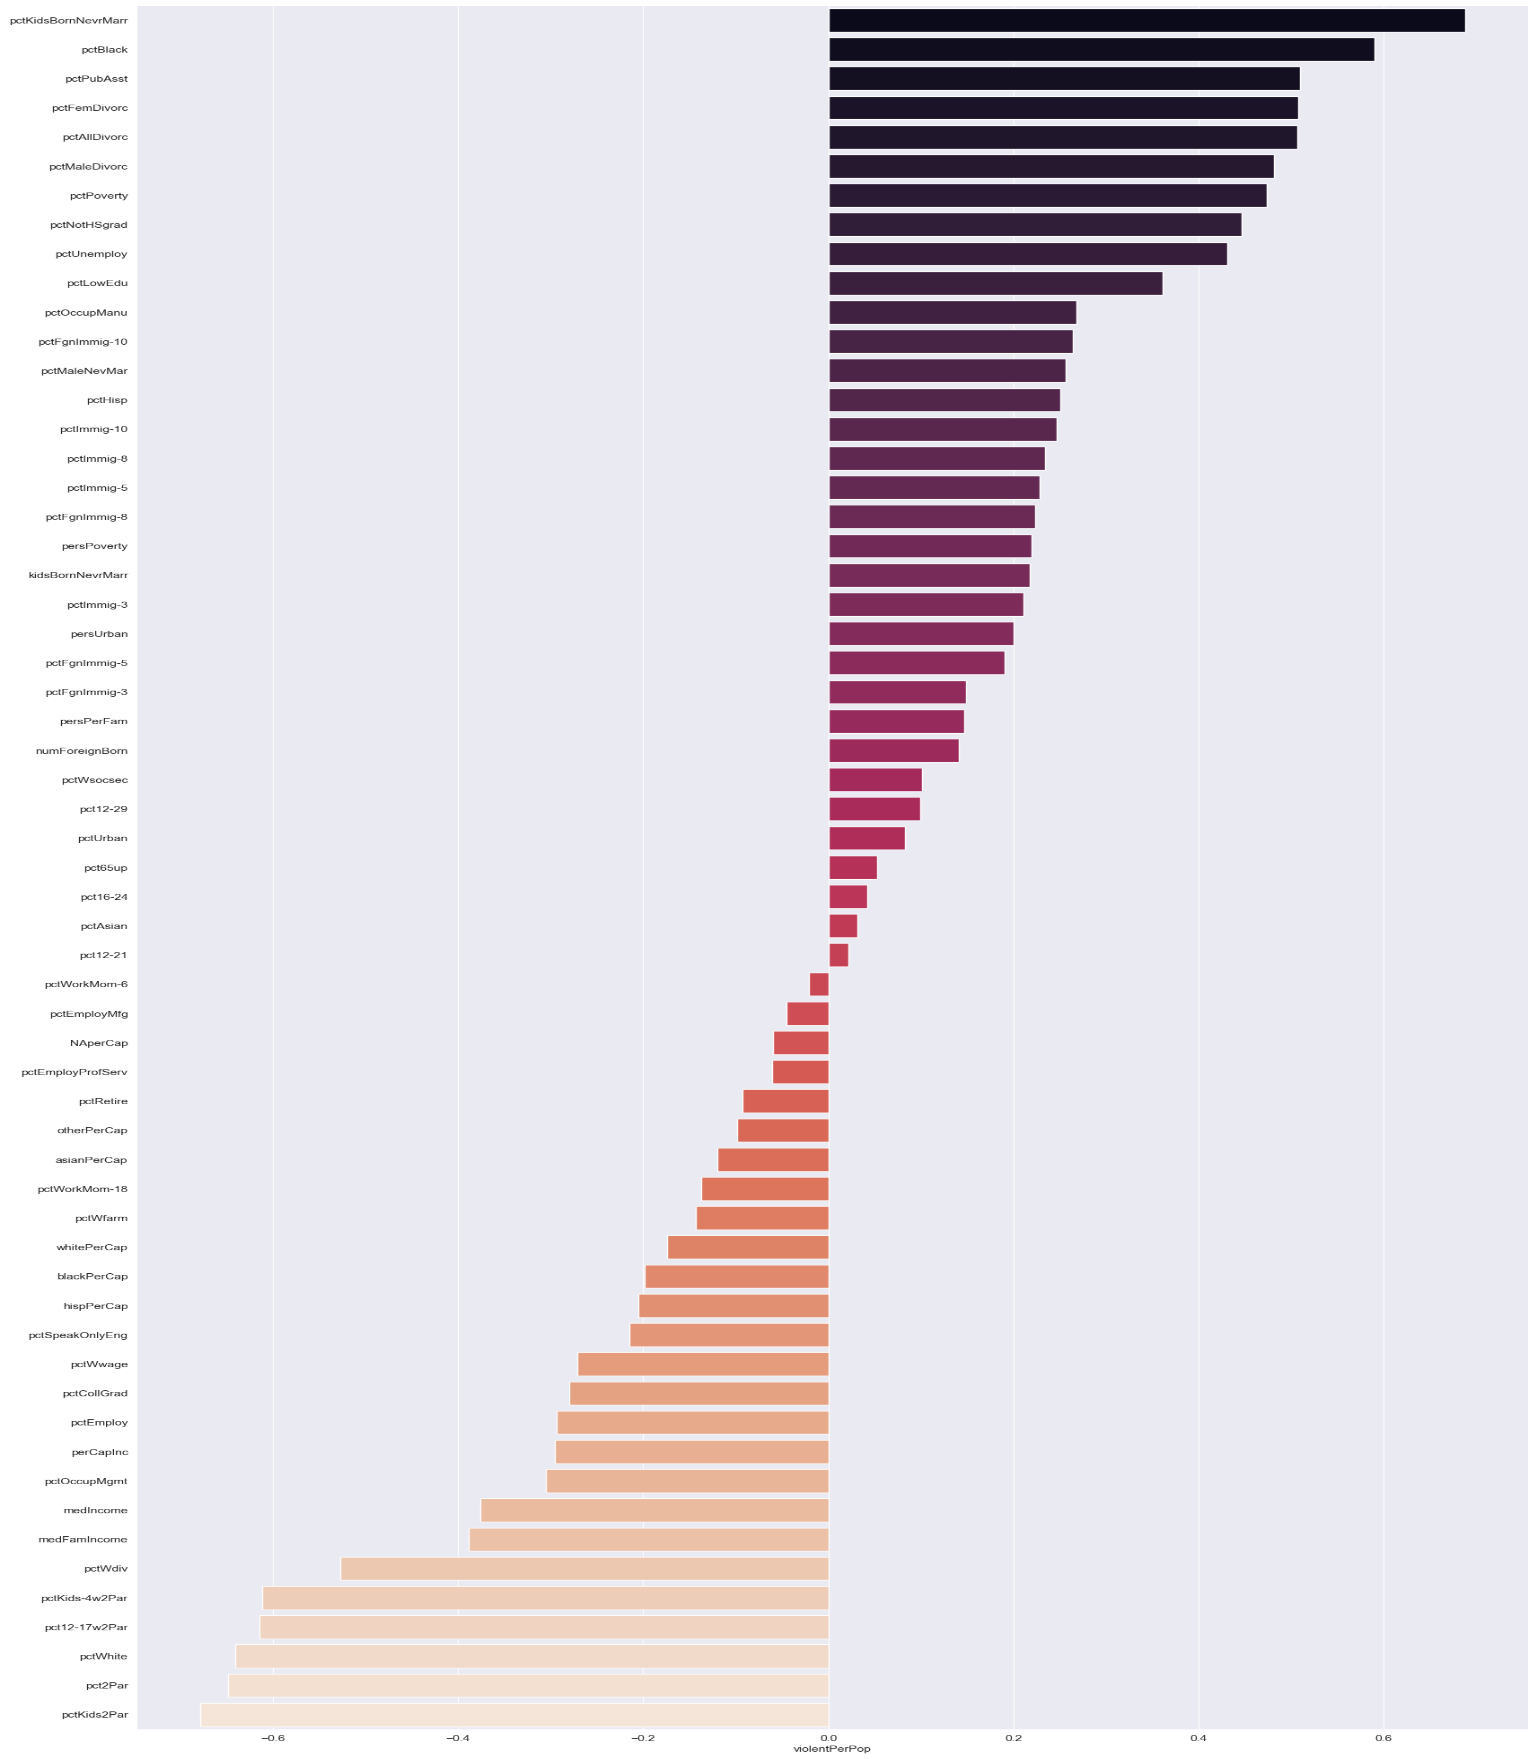 pctKidsBornNevrMarr
pctBlack
pctPubAsst
pctFemDivorc
pctAllDivorc
pctMaleDivorc
pctPoverty
pctNotHSgrad
pctUnemploy
pctLowEdu
pctOccupManu
pctFgnImmig-10
pctMaleNevMar
pctHisp
pctImmig-10
pctImmig-8
pctImmig-5
pctFgnImmig-8
persPoverty
kidsBornNevrMarr
pctImmig-3
persUrban
pctFgnImmig-5
pctFgnImmig-3
persPerFam
numForeignBorn
pctWsocsec
pct12-29
pctUrban
pct65up
pct16-24
pctAsian
pct12-21
pctWorkMom-6
pctEmployMfg
NAperCap
pctEmployProfServ
pctRetire
otherPerCap
asianPerCap
pctWorkMom-18
pctWfarm
whitePerCap
blackPerCap
hispPerCap
pctSpeakOnlyEng
pctWwage
pctCollGrad
pctEmploy
perCapInc
pctOccupMgmt
medIncome
medFamIncome
pctWdiv
pctKids-4w2Par
pct12-17w2Par
pctWhite
pct2Par
pctKids2Par
−0.6 −0.4 −0.2 0.0 0.2 0.4 0.6
violentPerPop